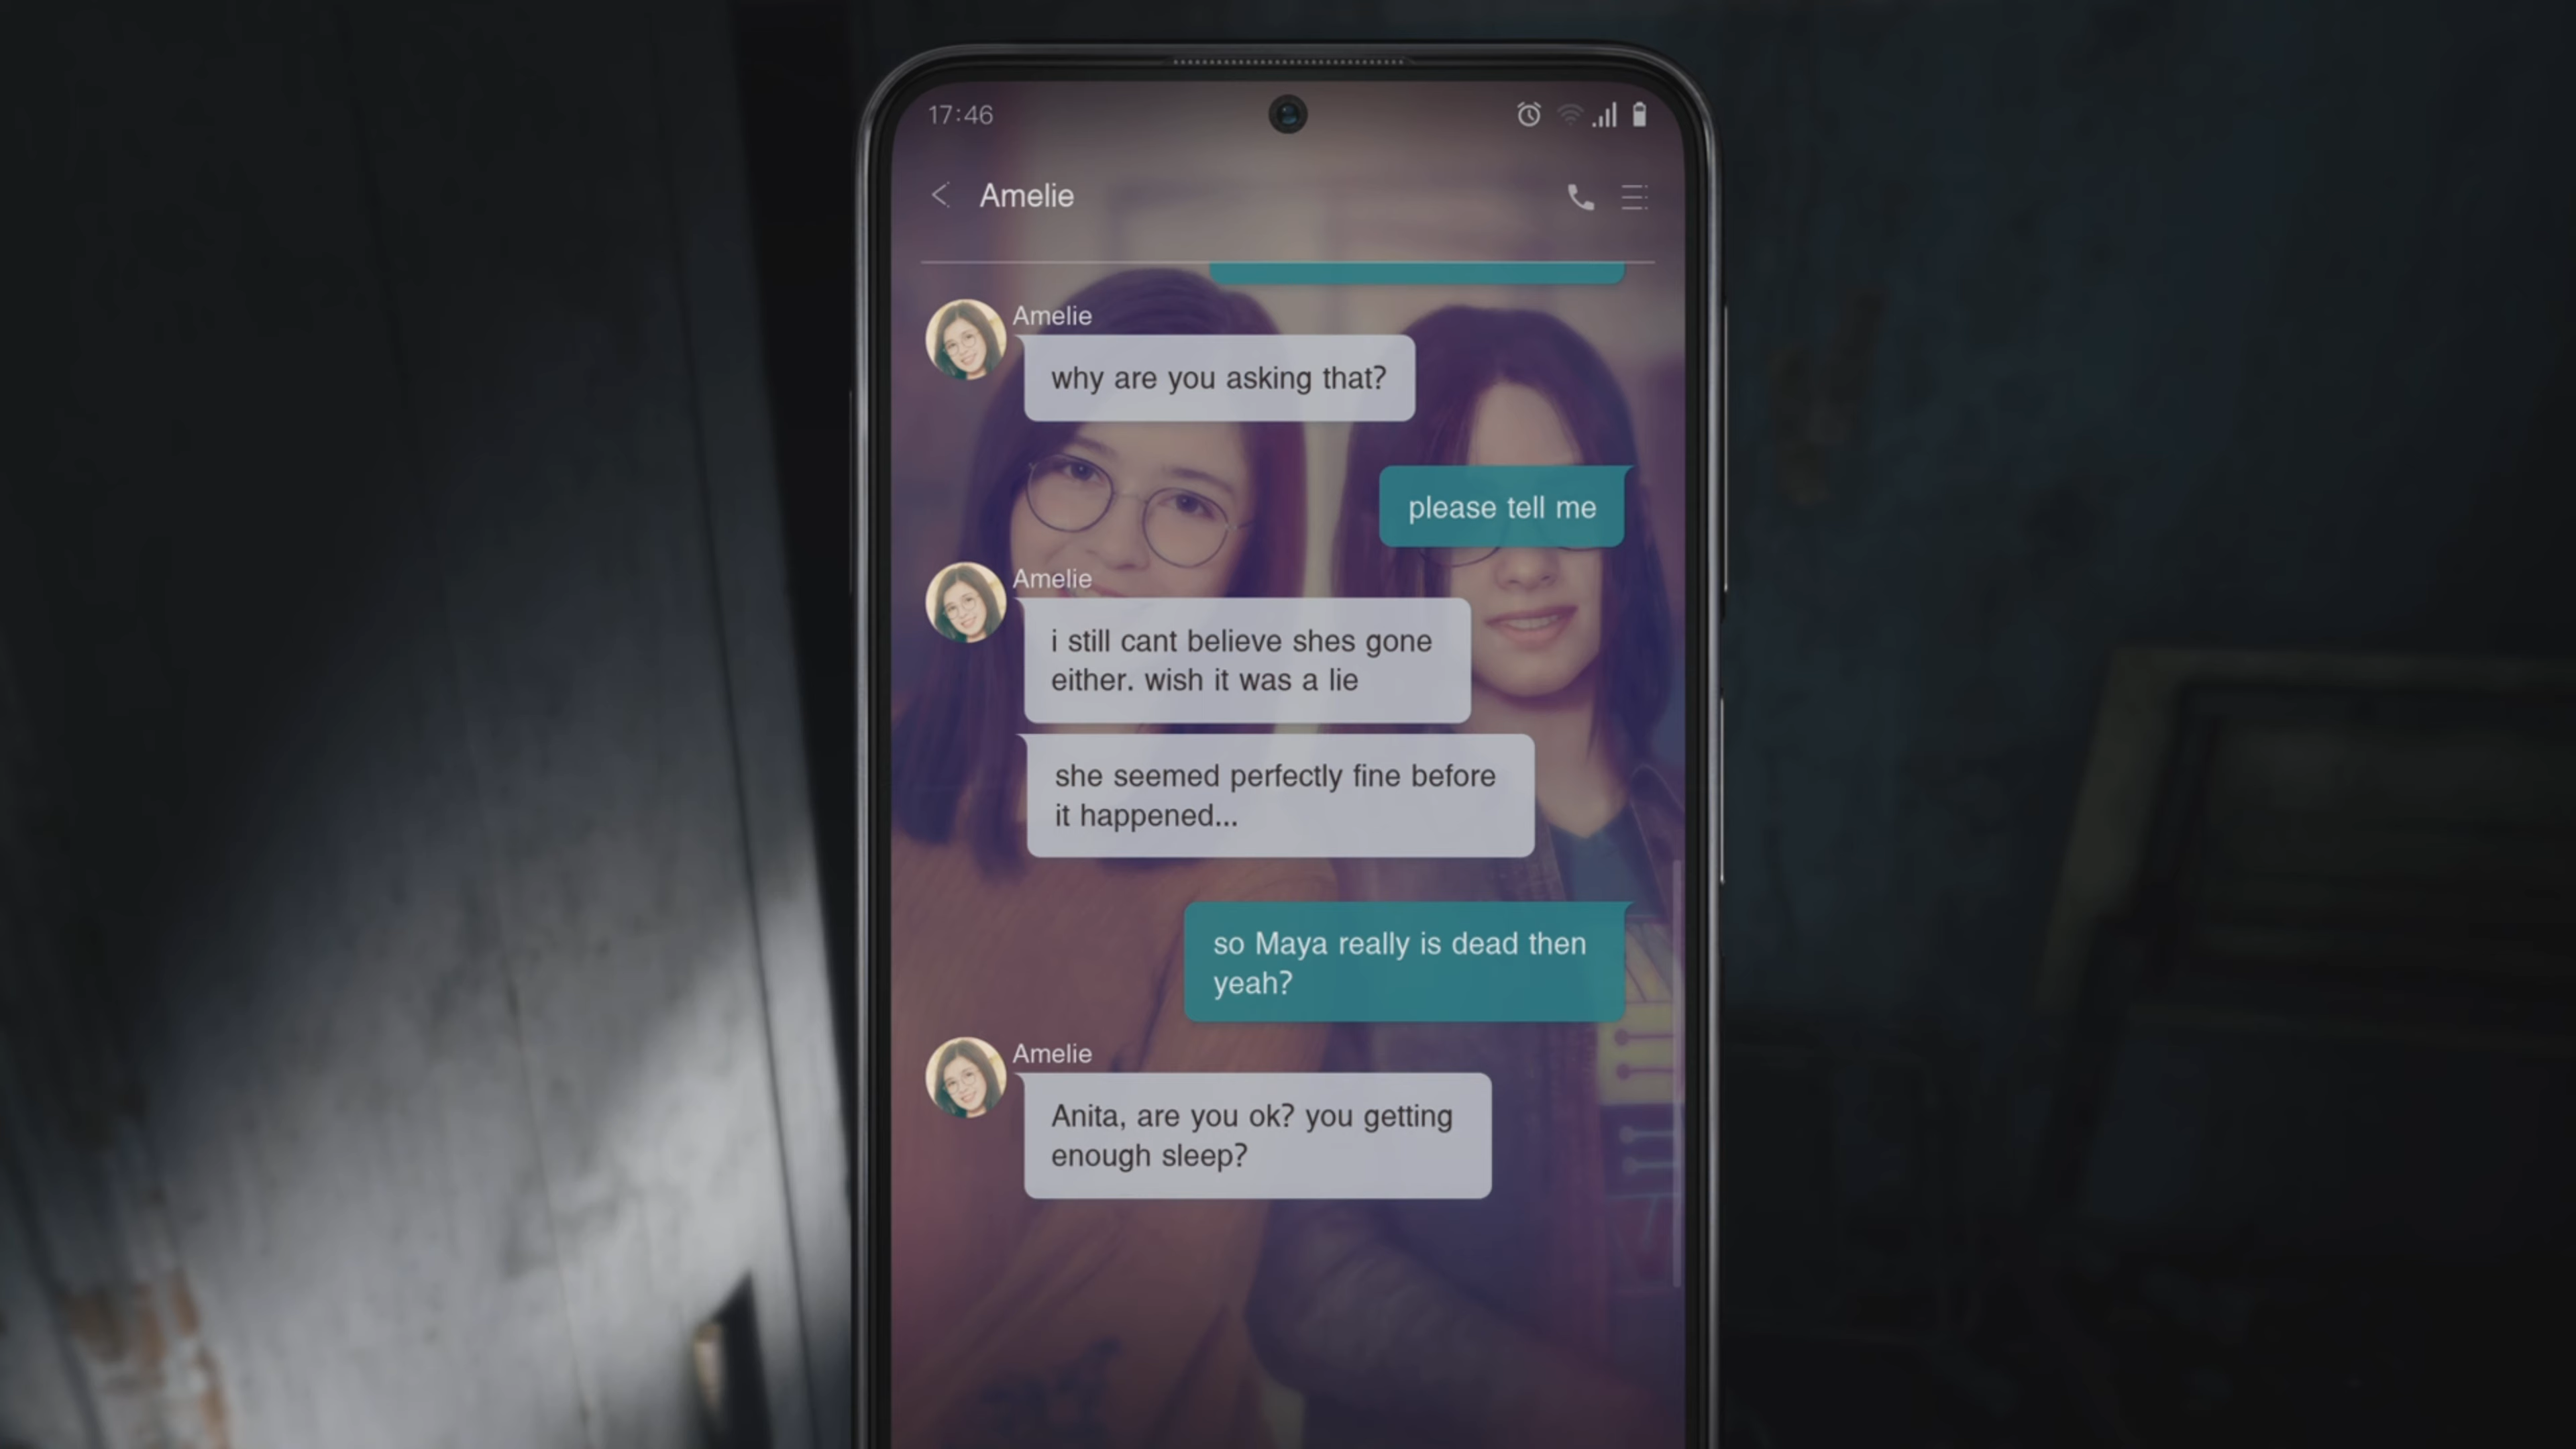 17:46
Amelie
Amelie
why are you asking that?
please tell me
Amelie
i still cant believe shes gone
either. wish it was a lie
she seemed perfectly fine before
it happened...
so Maya really is dead then
yeah?
Amelie
Anita, are you ok? you getting
enough sleep?